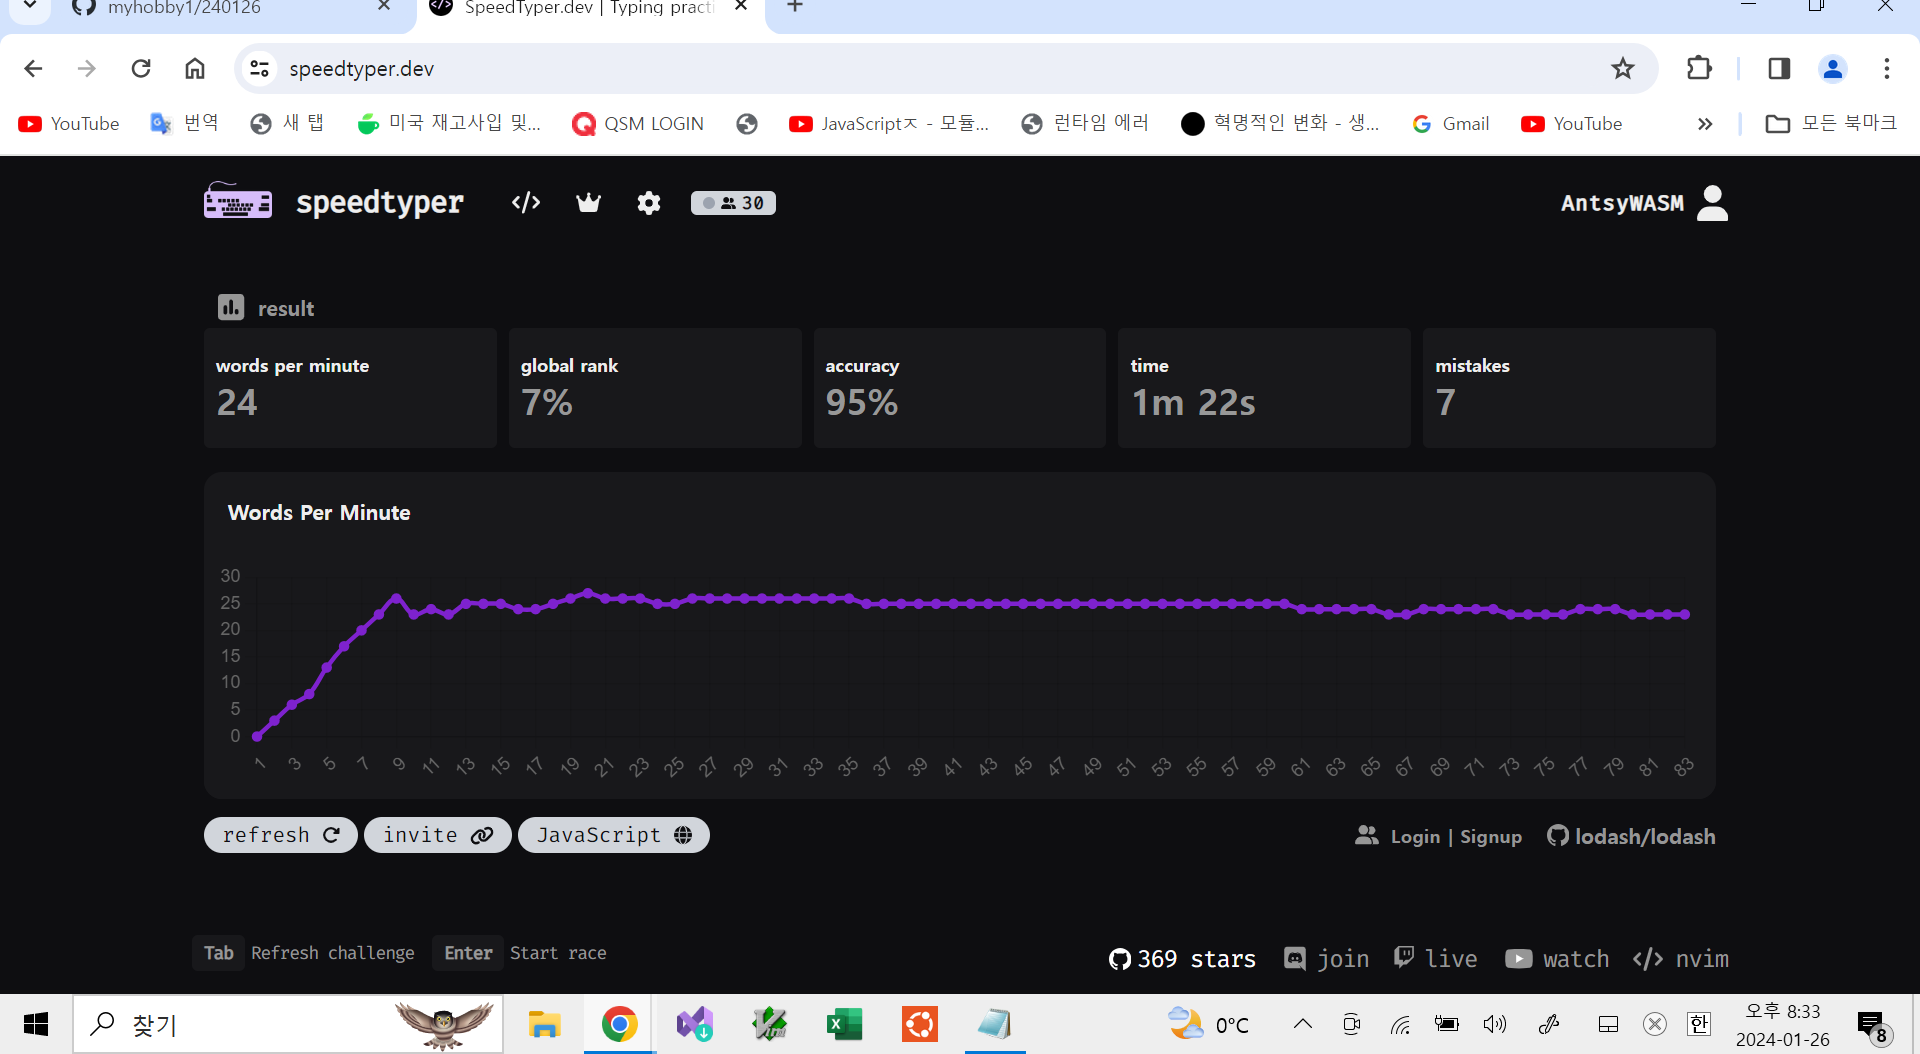 myhobby1/240126
SpeedTyper.dev | Typing practi
speedtyper.dev
YouTube 번역 새 탭 미국 재고사입 및... QSM LOGIN JavaScriptㅈ - 모듈... 런타임 에러 혁명적인 변화 - 생... Gmail YouTube » 모든 북마크
speedtyper </> 30 AntsyWASM
result
words per minute
24
global rank
7%
accuracy
95%
time
1m 22s
mistakes
7
Words Per Minute
30
25
20
15
10
5
0
1 3 5 7 9 11 13 15 17 19 21 23 25 27 29 31 33 35 37 39 41 43 45 47 49 51 53 55 57 59 61 63 65 67 69 71 73 75 77 79 81 83
refresh invite JavaScript Login | Signup lodash/lodash
Tab Refresh challenge Enter Start race
369 stars join live watch </> nvim
찾기
0°C
한
오후 8:33
2024-01-26
8